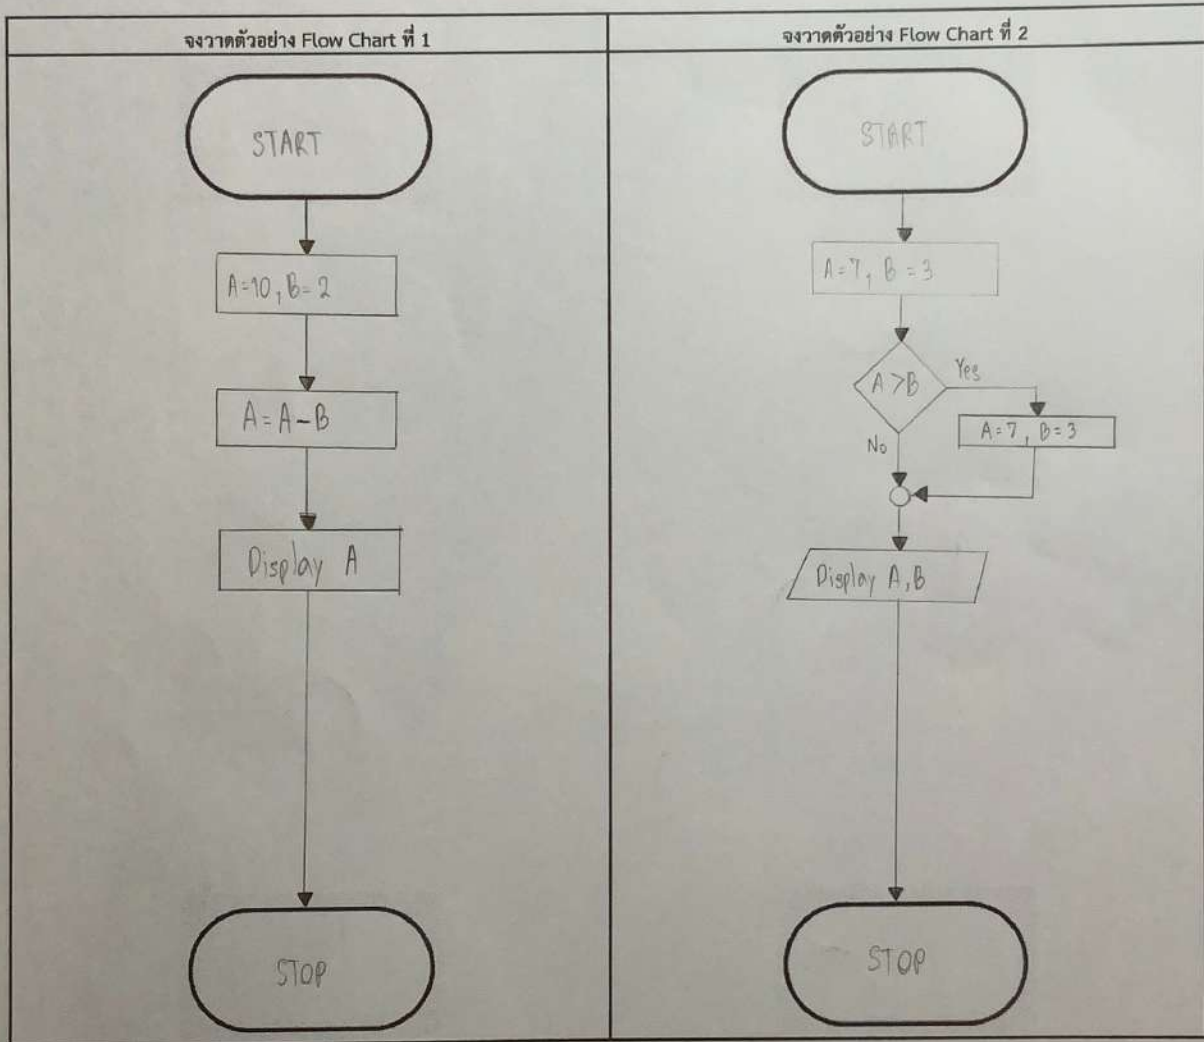 จงวาดตัวอย่าง Flow Chart ที่ 1
START
A=10, B=2
A=A-B
Display A
STOP
จงวาดตัวอย่าง Flow Chart ที่ 2
START
A=7, B=3
A>B
Yes
A=7, B=3
No
Display A,B
STOP